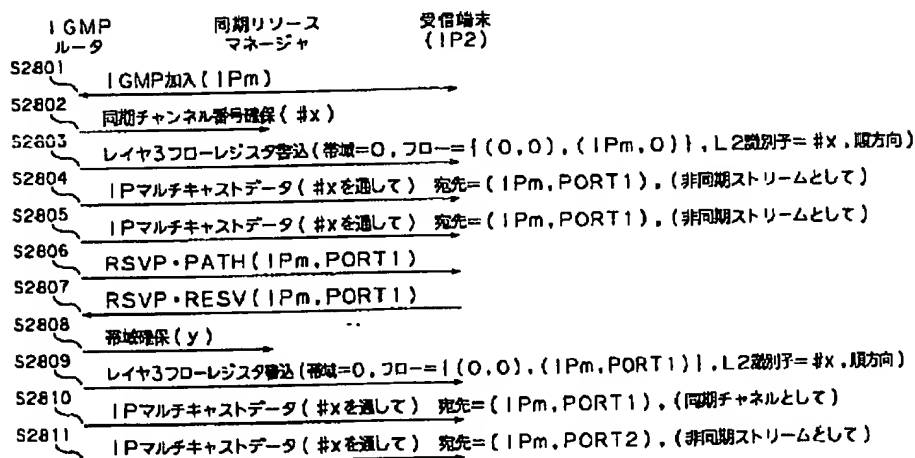 IGMP
ルータ
同期リソース
マネージャ
受信端末
(IP2)
S2801 IGMP加入(IPm)
S2802 同期チャンネル番号確保(#x)
S2803 レイヤ3フローレジスタ書込(帯域=0,フロー={(0,0),(IPm,0)},L2識別子=#x,順方向)
S2804 IPマルチキャストデータ(#xを通して) 宛先=(IPm,PORT1),(非同期ストリームとして)
S2805 IPマルチキャストデータ(#xを通して) 宛先=(IPm,PORT1),(非同期ストリームとして)
S2806 RSVP・PATH(IPm,PORT1)
S2807 RSVP・RESV(IPm,PORT1)
S2808 帯域確保(y)
S2809 レイヤ3フローレジスタ書込(帯域=0,フロー={(0,0),(IPm,PORT1)},L2識別子=#x,順方向)
S2810 IPマルチキャストデータ(#xを通して) 宛先=(IPm,PORT1),(同期チャネルとして)
S2811 IPマルチキャストデータ(#xを通して) 宛先=(IPm,PORT2),(非同期ストリームとして)